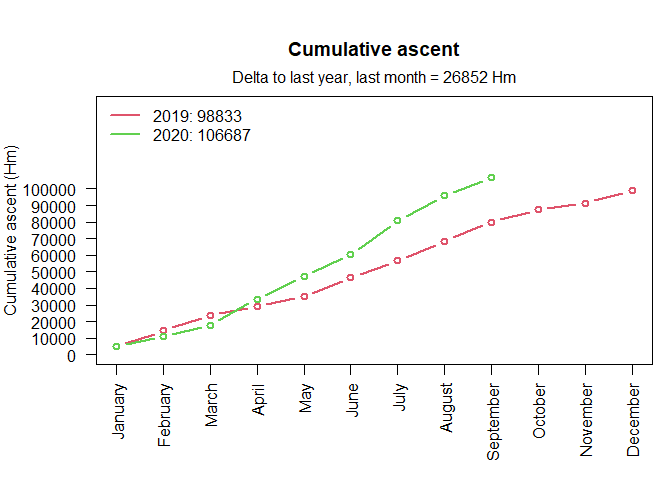 Cumulative ascent
Delta to last year, last month = 26852 Hm
2019: 98833
2020: 106687
Cumulative ascent (Hm)
100000
90000
80000
70000
60000
50000
40000
30000
20000
10000
0
January
February
March
April
May
June
July
August
September
October
November
December